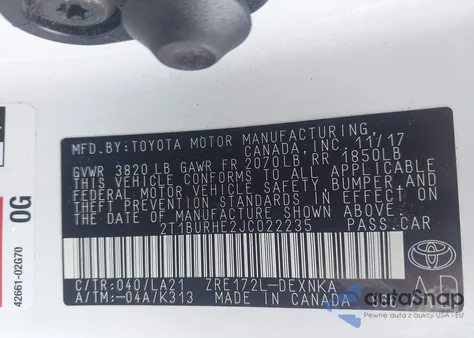 MFD. BY: TOYOTA MOTOR MANUFACTURING,
CANADA, INC. 11/17
GVWR 3820 LB GAWR FR 2070LB, RR 1850LB
THIS VEHICLE CONFORMS TO ALL APPLICABLE
FEDERAL MOTOR VEHICLE SAFETY, BUMPER, AND
THEFT PREVENTION STANDARDS IN EFFECT ON
THE DATE OF MANUFACTURE SHOWN ABOVE.
2T1BURHE2JC022235 PASS. CAR
C/TR: 040/LA21 ZRE172L-DEXNKA
A/TM: -04A/K313 MADE IN CANADA
TOYOTA
0G
42661-02G70
autoSnap
Pewne auta z aukcji USA i EU